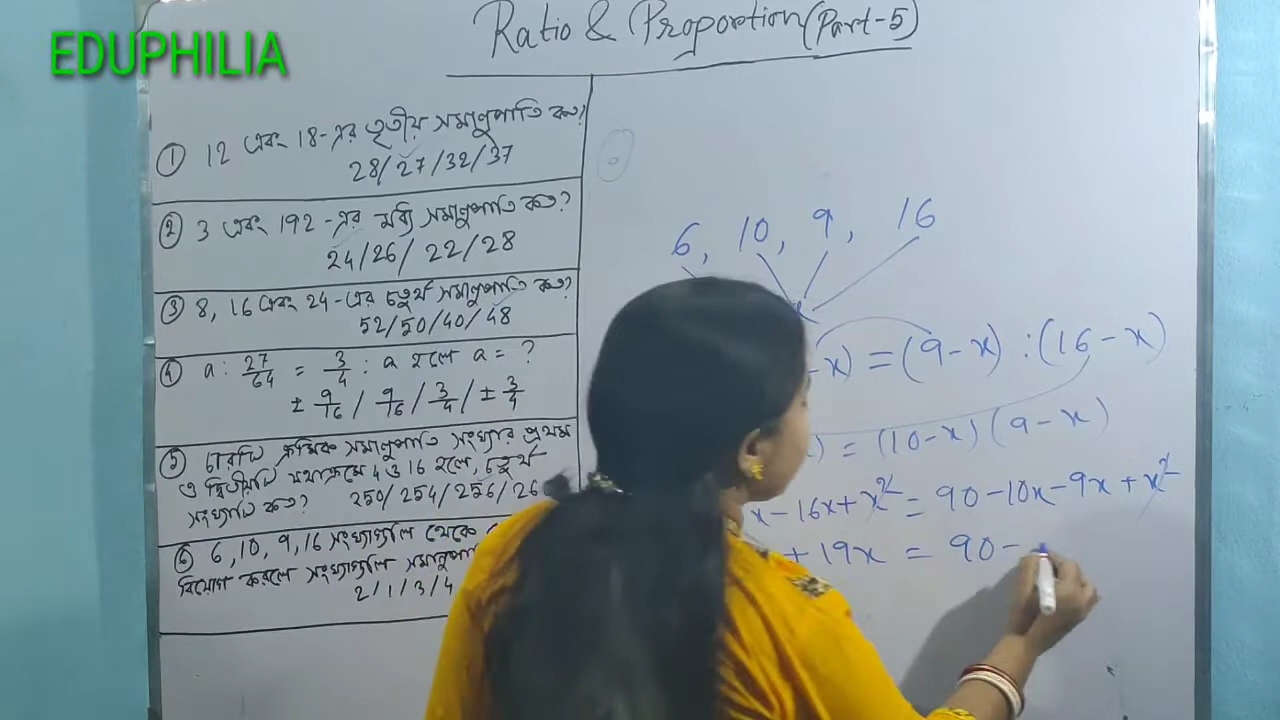 EDUPHILIA
Ratio & Proportion (Part-5)
① 12 এবং 18-এর তৃতীয় সমানুপাতি কত?
28/27/32/37
② 3 এবং 192-এর মধ্য সমানুপাতি কত?
24/26/22/28
③ 8, 16 এবং 24-এর চতুর্থ সমানুপাতি কত?
52/50/40/48
④ a : 27/64 = 3/4 : a হলে a = ?
± 9/16 / 9/16 / 3/4 / ± 3/4
⑤ চারটি ক্রমিক সমানুপাতি সংখ্যার প্রথম
ও দ্বিতীয়টি যথাক্রমে 4 ও 16 হলে, চতুর্থ
সংখ্যাটি কত? 250/254/256/26
⑥ 6, 10, 9, 16 সংখ্যাগুলি থেকে
বিয়োগ করলে সংখ্যাগুলি
2/1/3/4
6, 10, 9, 16
x
-x) = (9-x) : (16-x)
) = (10-x) (9-x)
x - 16x + x² = 90 - 10x - 9x + x²
+ 19x = 90 -